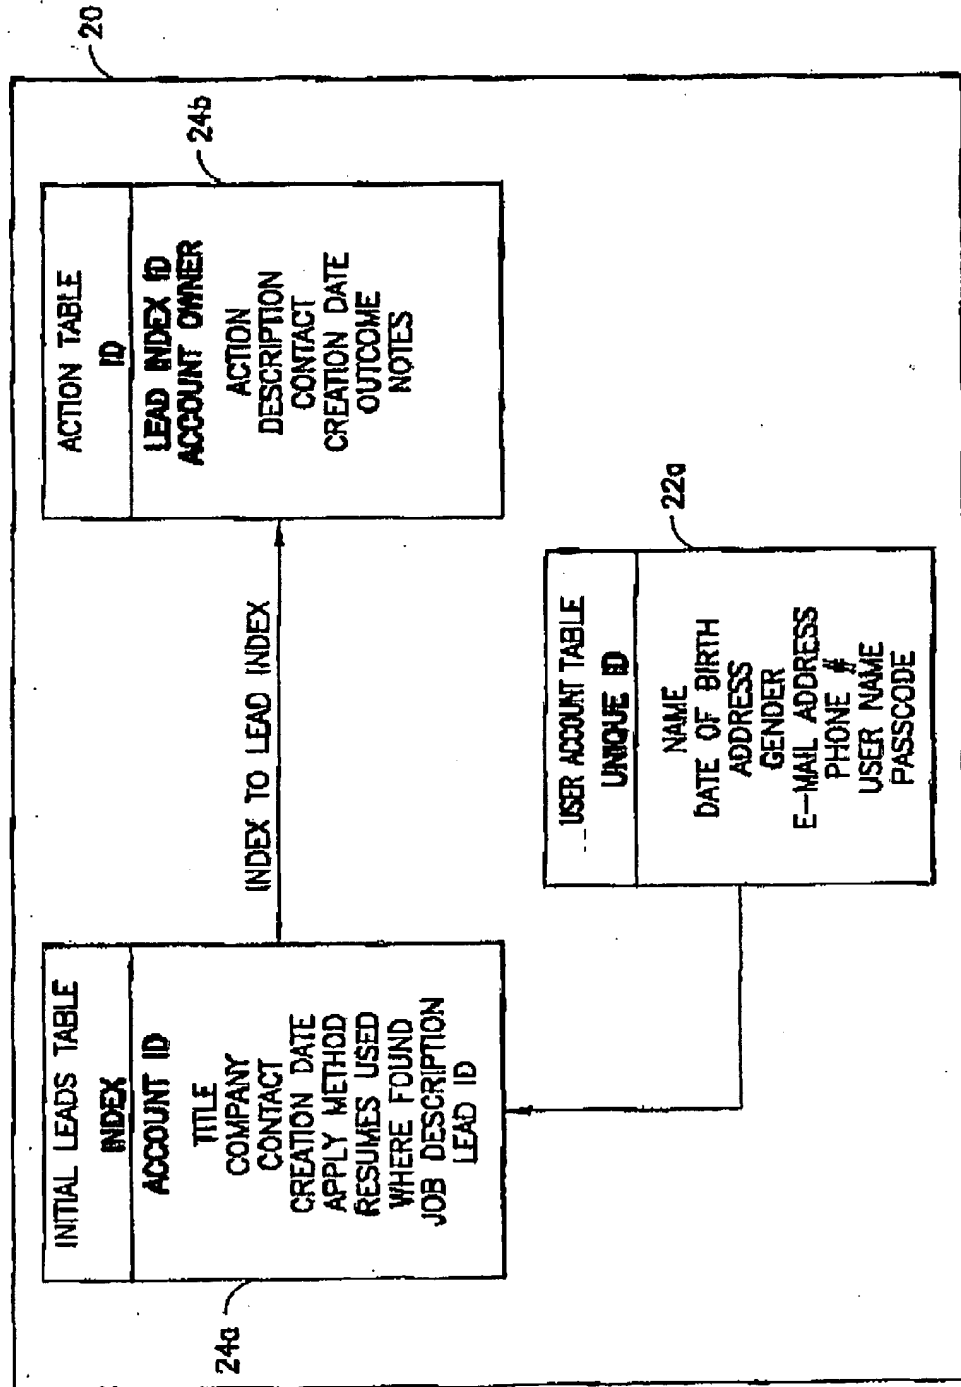 20
INITIAL LEADS TABLE
INDEX
ACCOUNT ID
TITLE
COMPANY
CONTACT
CREATION DATE
APPLY METHOD
RESUMES USED
WHERE FOUND
JOB DESCRIPTION
LEAD ID
24a
INDEX TO LEAD INDEX
ACTION TABLE
ID
LEAD INDEX ID
ACCOUNT OWNER
ACTION
DESCRIPTION
CONTACT
CREATION DATE
OUTCOME
NOTES
24b
USER ACCOUNT TABLE
UNIQUE ID
NAME
DATE OF BIRTH
ADDRESS
GENDER
E-MAIL ADDRESS
PHONE #
USER NAME
PASSCODE
22a